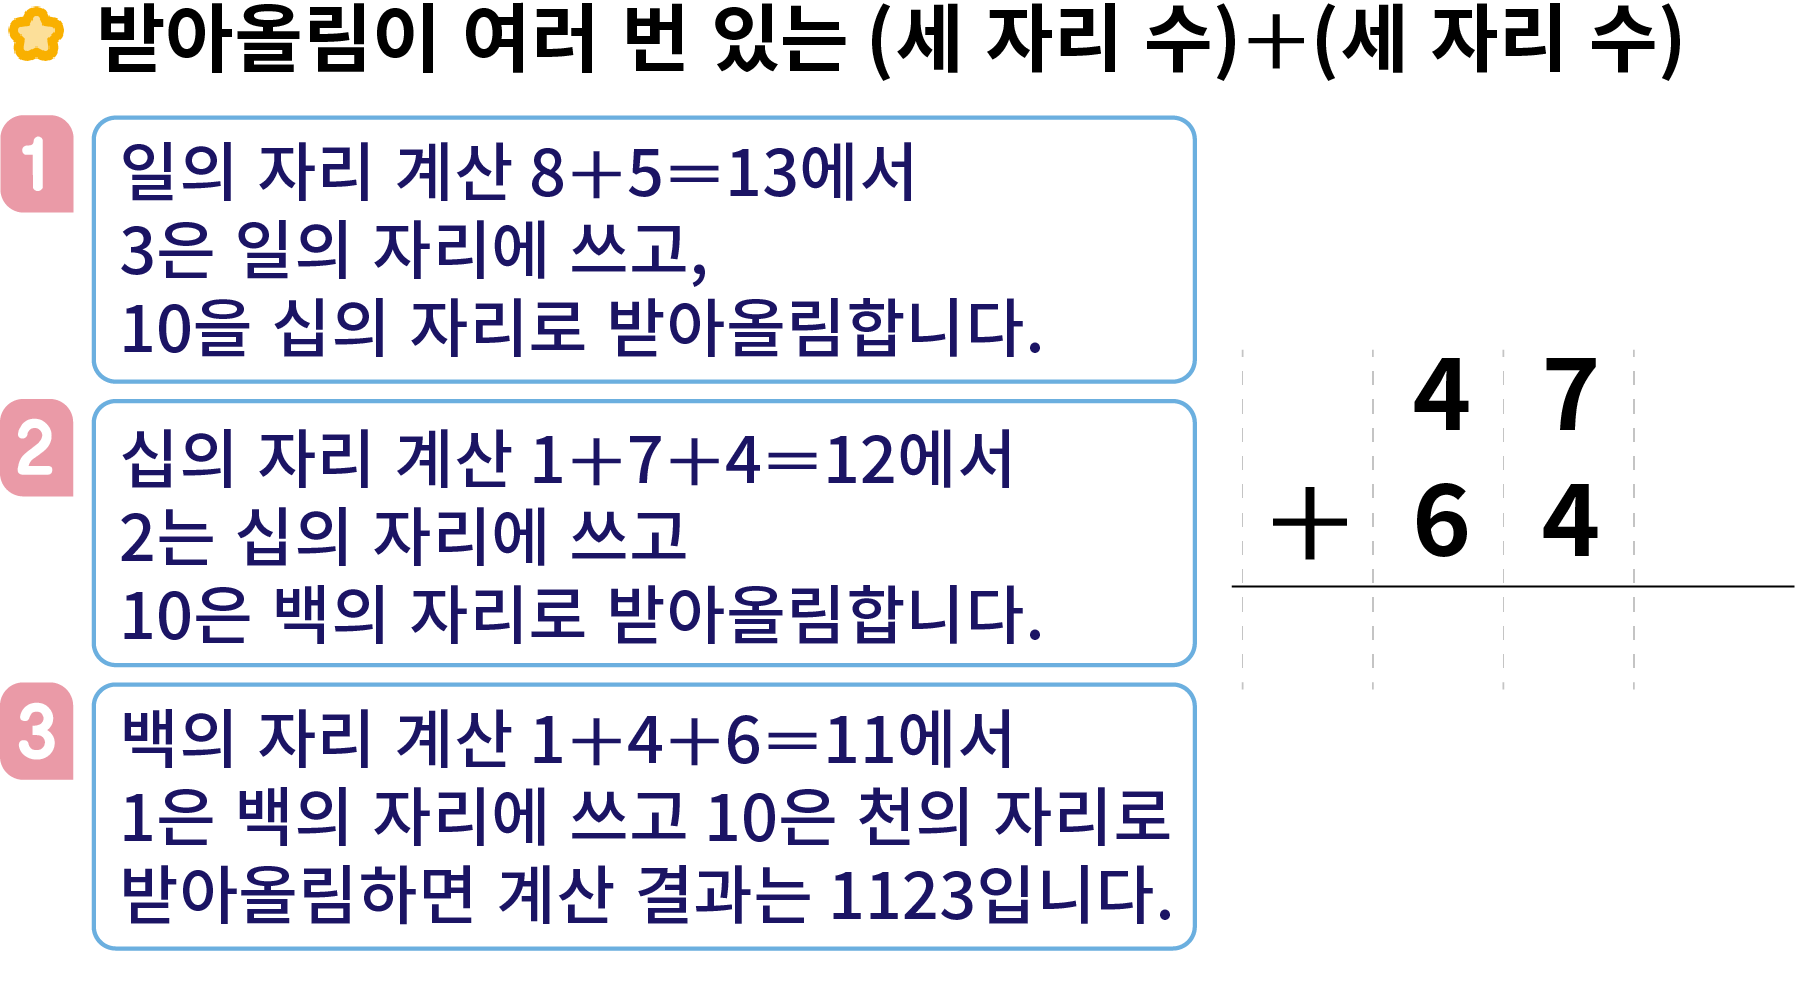 받아올림이 여러 번 있는 (세 자리 수)+(세 자리 수)
1
일의 자리 계산 8+5=13에서
3은 일의 자리에 쓰고,
10을 십의 자리로 받아올림합니다.
2
십의 자리 계산 1+7+4=12에서
2는 십의 자리에 쓰고
10은 백의 자리로 받아올림합니다.
3
백의 자리 계산 1+4+6=11에서
1은 백의 자리에 쓰고 10은 천의 자리로
받아올림하면 계산 결과는 1123입니다.
4 7
+ 6 4